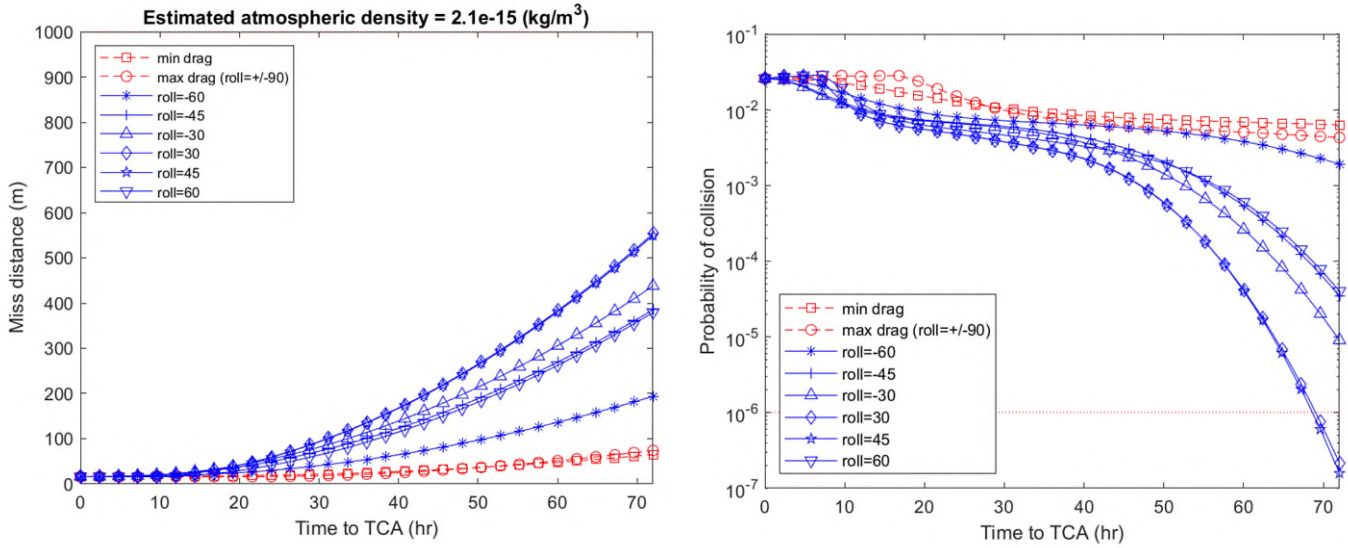 Estimated atmospheric density = 2.1e-15 (kg/m³)
1000
900
800
700
600
500
400
300
200
100
0
Miss distance (m)
min drag
max drag (roll=+/-90)
roll=-60
roll=-45
roll=-30
roll=30
roll=45
roll=60
0 10 20 30 40 50 60 70
Time to TCA (hr)
10⁻¹
10⁻²
10⁻³
10⁻⁴
10⁻⁵
10⁻⁶
10⁻⁷
Probability of collision
min drag
max drag (roll=+/-90)
roll=-60
roll=-45
roll=-30
roll=30
roll=45
roll=60
0 10 20 30 40 50 60 70
Time to TCA (hr)